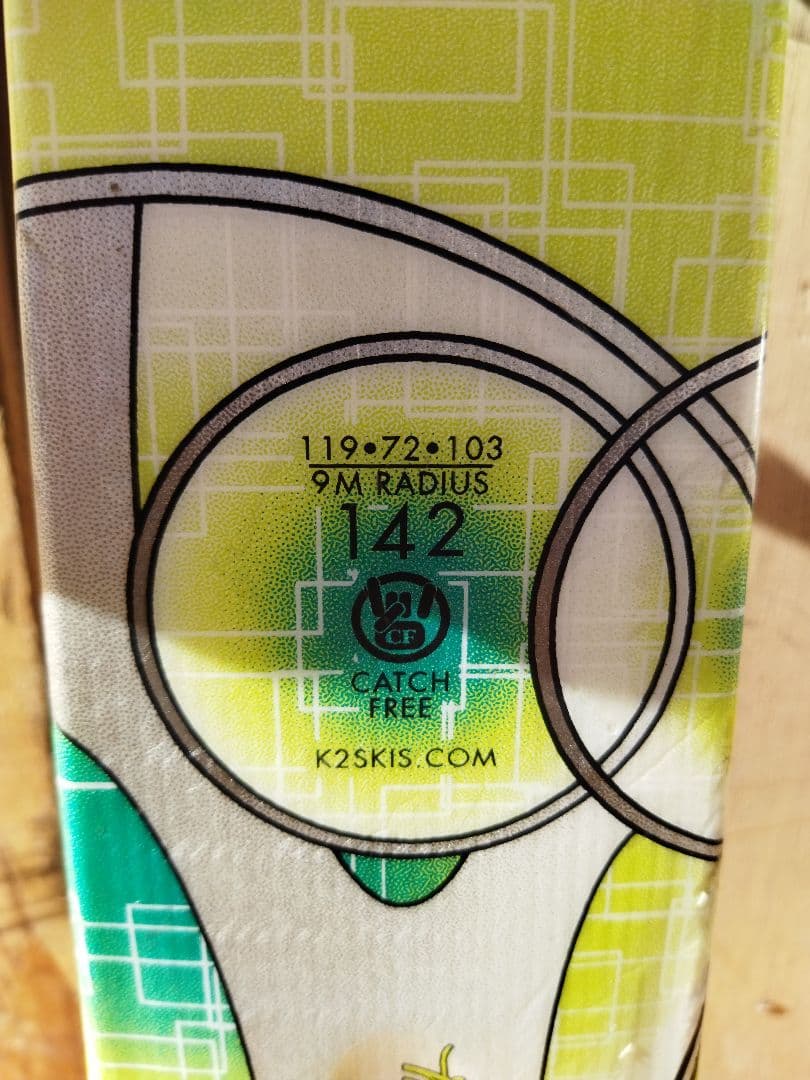 119•72•103
9M RADIUS
142
CF
CATCH
FREE
K2SKIS.COM